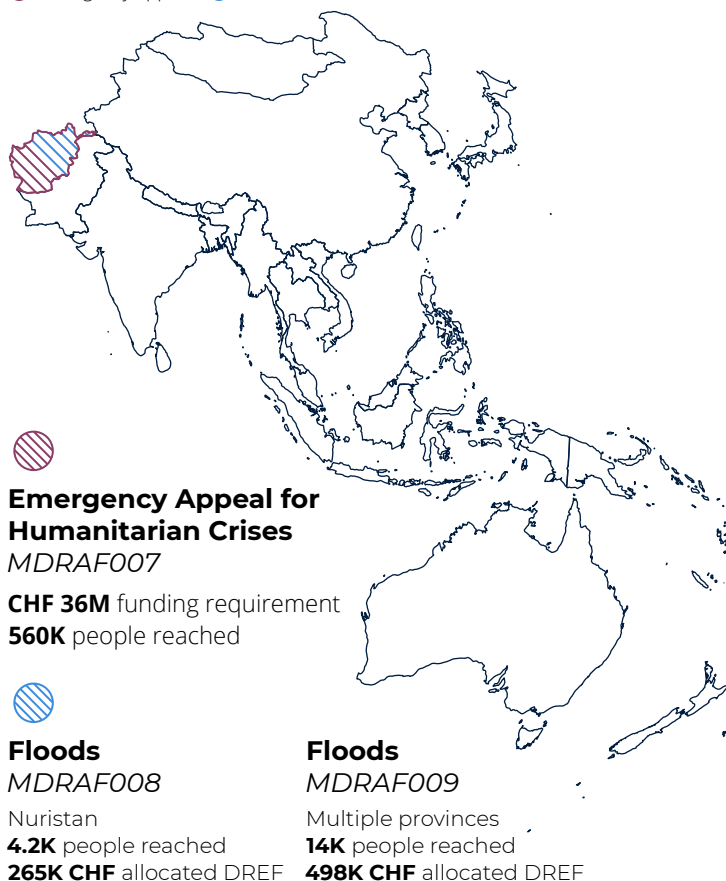 Emergency Appeal for
Humanitarian Crises
MDRAF007
CHF 36M funding requirement
560K people reached
Floods
MDRAF008
Nuristan
4.2K people reached
265K CHF allocated DREF
Floods
MDRAF009
Multiple provinces
14K people reached
498K CHF allocated DREF